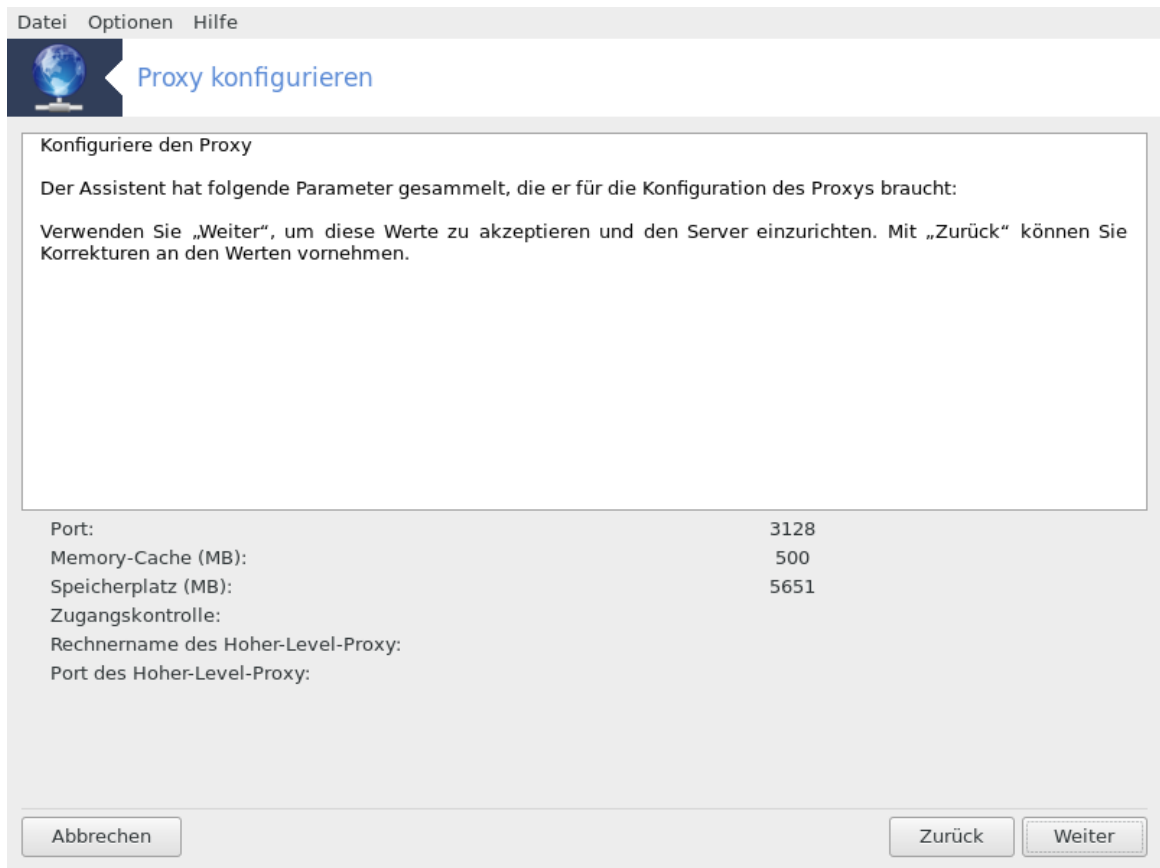 Datei Optionen Hilfe
Proxy konfigurieren
Konfiguriere den Proxy
Der Assistent hat folgende Parameter gesammelt, die er für die Konfiguration des Proxys braucht:
Verwenden Sie „Weiter“, um diese Werte zu akzeptieren und den Server einzurichten. Mit „Zurück“ können Sie
Korrekturen an den Werten vornehmen.
Port: 3128
Memory-Cache (MB): 500
Speicherplatz (MB): 5651
Zugangskontrolle:
Rechnername des Hoher-Level-Proxy:
Port des Hoher-Level-Proxy:
Abbrechen Zurück Weiter